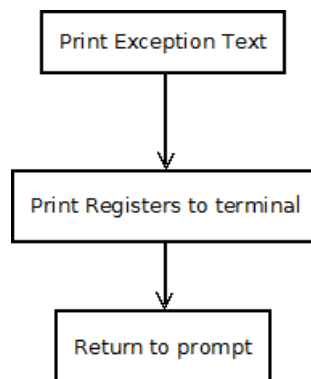 Print Exception Text
Print Registers to terminal
Return to prompt